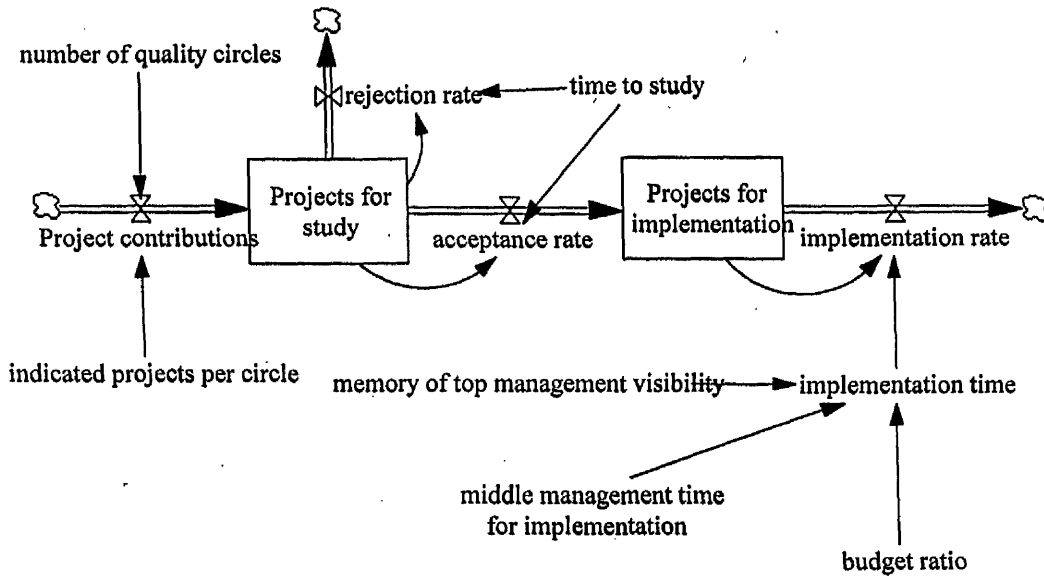 number of quality circles
rejection rate
time to study
Projects for
study
Projects for
implementation
Project contributions
acceptance rate
implementation rate
indicated projects per circle
memory of top management visibility
implementation time
middle management time
for implementation
budget ratio